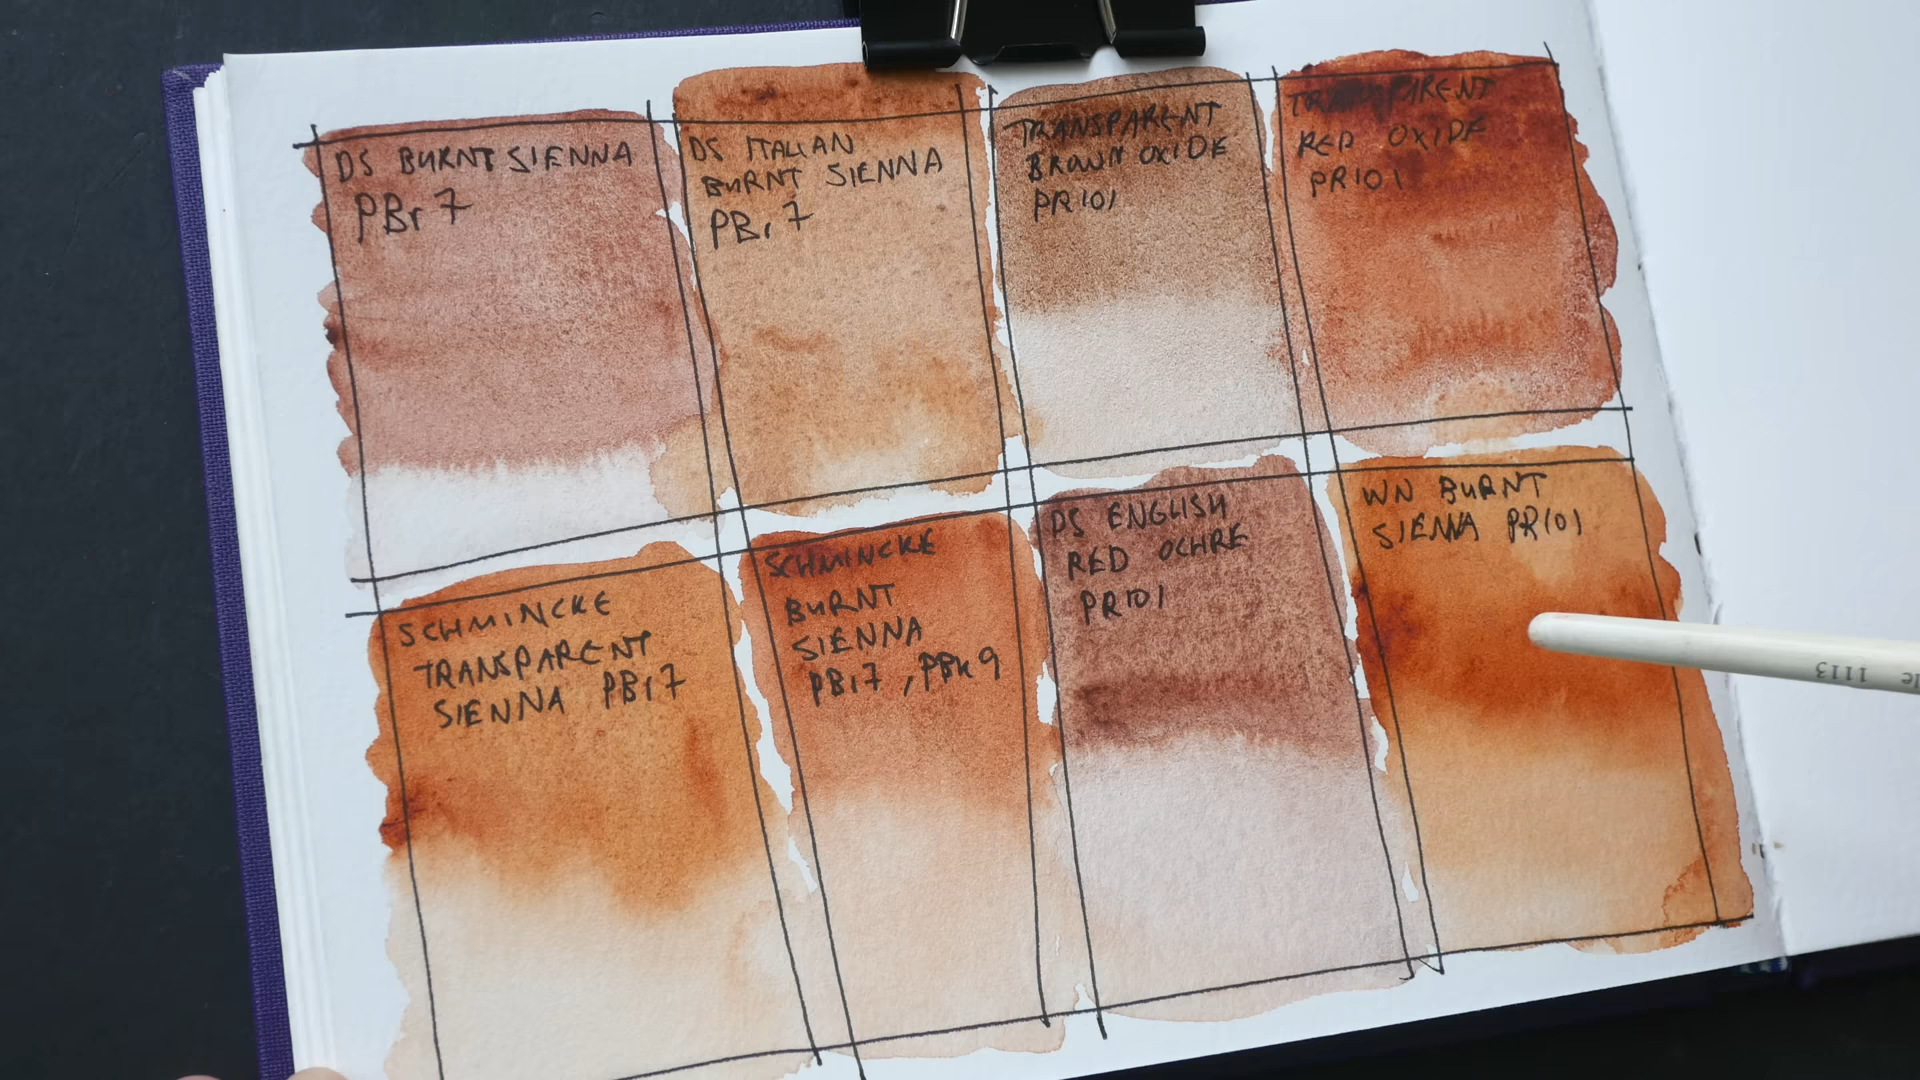 DS BURNT SIENNA
PBr 7
DS ITALIAN
BURNT SIENNA
PBr 7
TRANSPARENT
BROWN OXIDE
PR101
TRANSPARENT
RED OXIDE
PR101
SCHMINCKE
TRANSPARENT
SIENNA PBr7
SCHMINCKE
BURNT
SIENNA
PBr7, PBk9
DS ENGLISH
RED OCHRE
PR101
WN BURNT
SIENNA PR101
1113